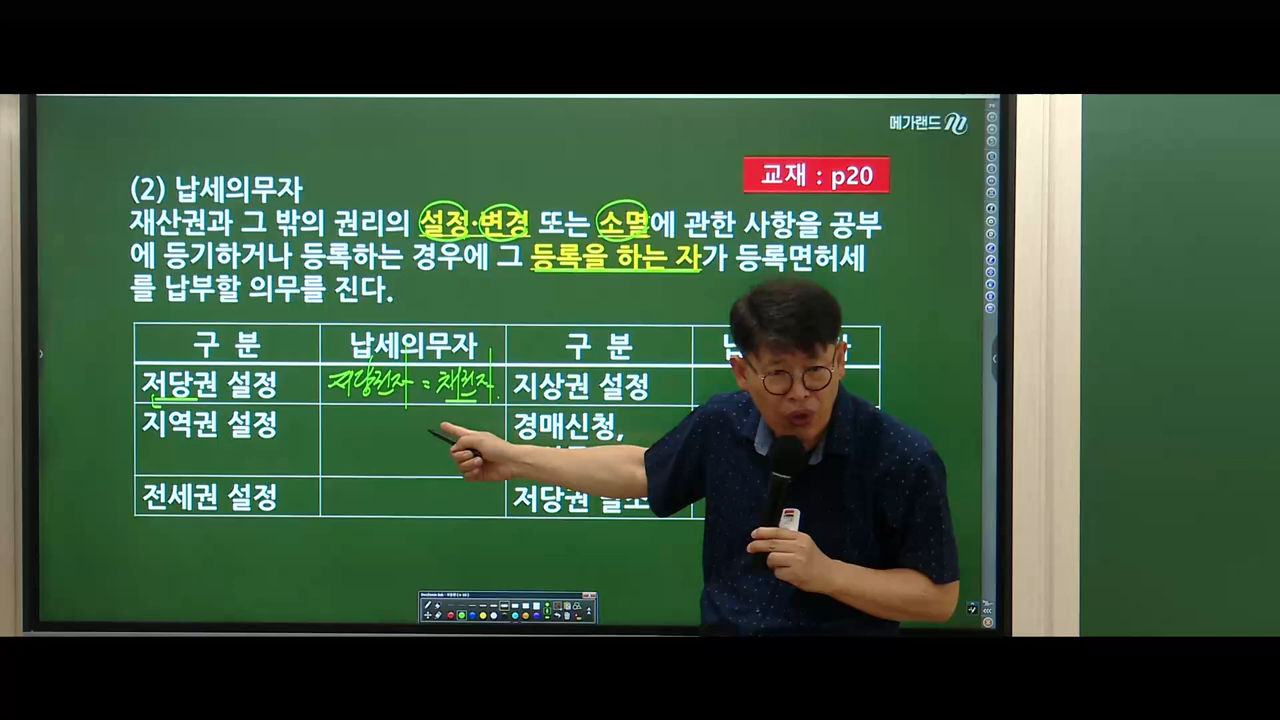 메가랜드
교재 : p20
(2) 납세의무자
재산권과 그 밖의 권리의 설정·변경 또는 소멸에 관한 사항을 공부
에 등기하거나 등록하는 경우에 그 등록을 하는 자가 등록면허세
를 납부할 의무를 진다.
구 분 납세의무자 구 분
저당권 설정 저당권자 = 채권자 지상권 설정
지역권 설정 경매신청,
전세권 설정 저당권